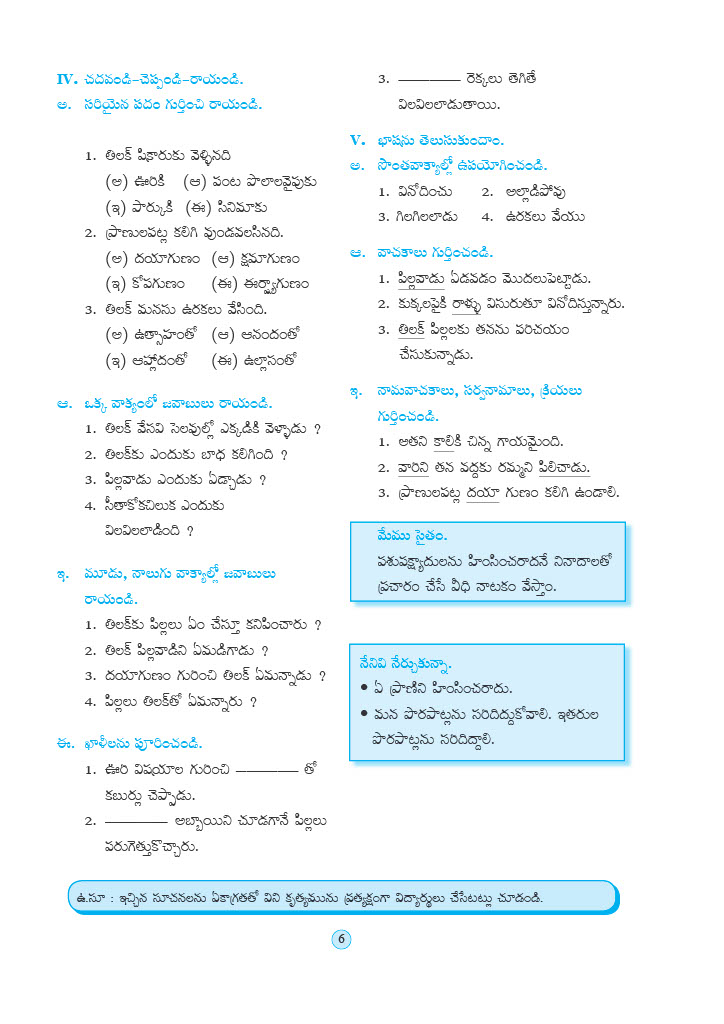 IV. చదవండి-చెప్పండి-రాయండి.
అ. సరియైన పదం గుర్తించి రాయండి.
1. తిలక్ షికారుకు వెళ్ళినది
(అ) ఊరికి (ఆ) పంట పొలాలవైపుకు
(ఇ) పార్కుకి (ఈ) సినిమాకు
2. ప్రాణులపట్ల కలిగి వుండవలసినది.
(అ) దయాగుణం (ఆ) క్షమాగుణం
(ఇ) కోపగుణం (ఈ) ఈర్ష్యాగుణం
3. తిలక్ మనసు ఉరకలు వేసింది.
(అ) ఉత్సాహంతో (ఆ) ఆనందంతో
(ఇ) ఆహ్లాదంతో (ఈ) ఉల్లాసంతో
ఆ. ఒక్క వాక్యంలో జవాబులు రాయండి.
1. తిలక్ వేసవి సెలవుల్లో ఎక్కడికి వెళ్ళాడు ?
2. తిలక్‌కు ఎందుకు బాధ కలిగింది ?
3. పిల్లవాడు ఎందుకు ఏడ్చాడు ?
4. సీతాకోకచిలుక ఎందుకు
విలవిలలాడింది ?
ఇ. మూడు, నాలుగు వాక్యాల్లో జవాబులు
రాయండి.
1. తిలక్‌కు పిల్లలు ఏం చేస్తూ కనిపించారు ?
2. తిలక్ పిల్లవాడిని ఏమడిగాడు ?
3. దయాగుణం గురించి తిలక్ ఏమన్నాడు ?
4. పిల్లలు తిలక్‌తో ఏమన్నారు ?
ఈ. ఖాళీలను పూరించండి.
1. ఊరి విషయాల గురించి ________ తో
కబుర్లు చెప్పాడు.
2. ________ అబ్బాయిని చూడగానే పిల్లలు
పరుగెత్తుకొచ్చారు.
3. ________ రెక్కలు తెగితే
విలవిలలాడుతాయి.
V. భాషను తెలుసుకుందాం.
అ. సొంతవాక్యాల్లో ఉపయోగించండి.
1. వినోదించు 2. అల్లాడిపోవు
3. గిలగిలలాడు 4. ఉరకలు వేయు
ఆ. వాచకాలు గుర్తించండి.
1. పిల్లవాడు ఏడవడం మొదలుపెట్టాడు.
2. కుక్కలపైకి రాళ్ళు విసురుతూ వినోదిస్తున్నారు.
3. తిలక్ పిల్లలకు తనను పరిచయం
చేసుకున్నాడు.
ఇ. నామవాచకాలు, సర్వనామాలు, క్రియలు
గుర్తించండి.
1. అతని కాలికి చిన్న గాయమైంది.
2. వారిని తన వద్దకు రమ్మని పిలిచాడు.
3. ప్రాణులపట్ల దయా గుణం కలిగి ఉండాలి.
మేము సైతం.
పశుపక్ష్యాదులను హింసించరాదనే నినాదాలతో
ప్రచారం చేసే వీధి నాటకం వేస్తాం.
నేనివి నేర్చుకున్నా.
• ఏ ప్రాణిని హింసించరాదు.
• మన పొరపాట్లను సరిదిద్దుకోవాలి. ఇతరుల
పొరపాట్లను సరిదిద్దాలి.
ఉ.సూ : ఇచ్చిన సూచనలను ఏకాగ్రతతో విని కృత్యమును ప్రత్యక్షంగా విద్యార్థులు చేసేటట్లు చూడండి.
6